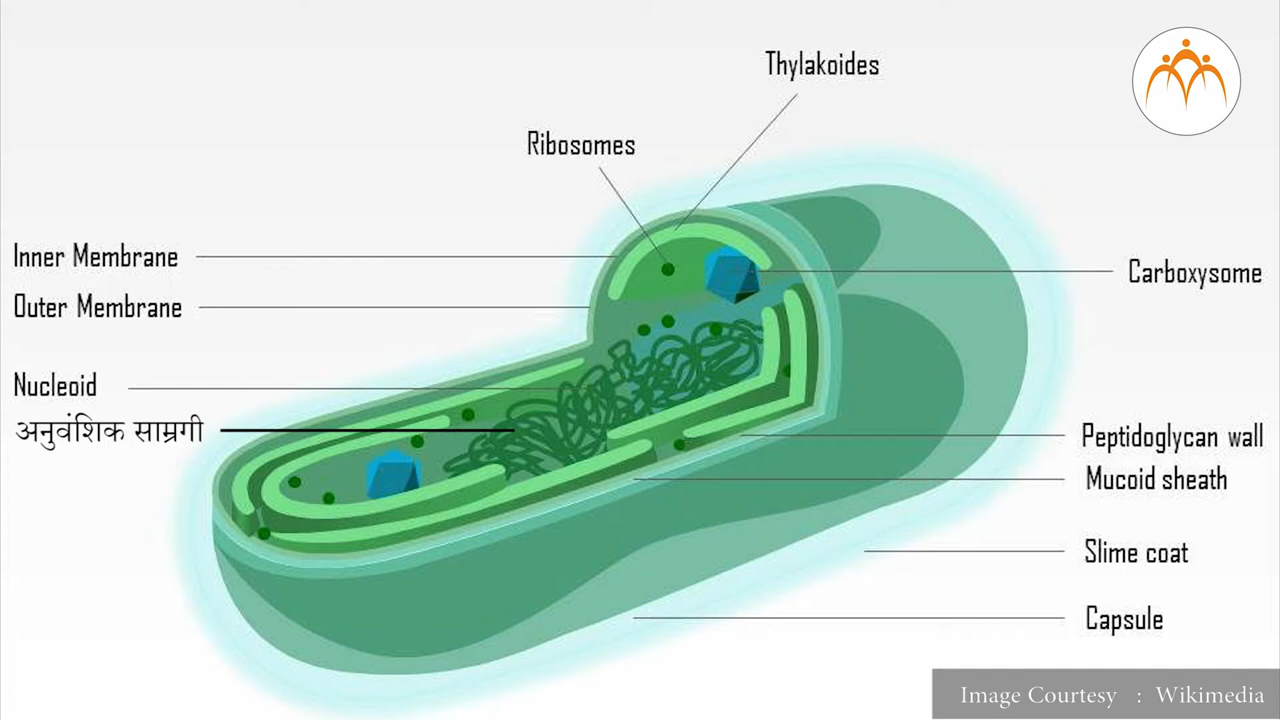 Thylakoides
Ribosomes
Inner Membrane
Outer Membrane
Carboxysome
Nucleoid
अनुवंशिक साम्रगी
Peptidoglycan wall
Mucoid sheath
Slime coat
Capsule
Image Courtesy : Wikimedia